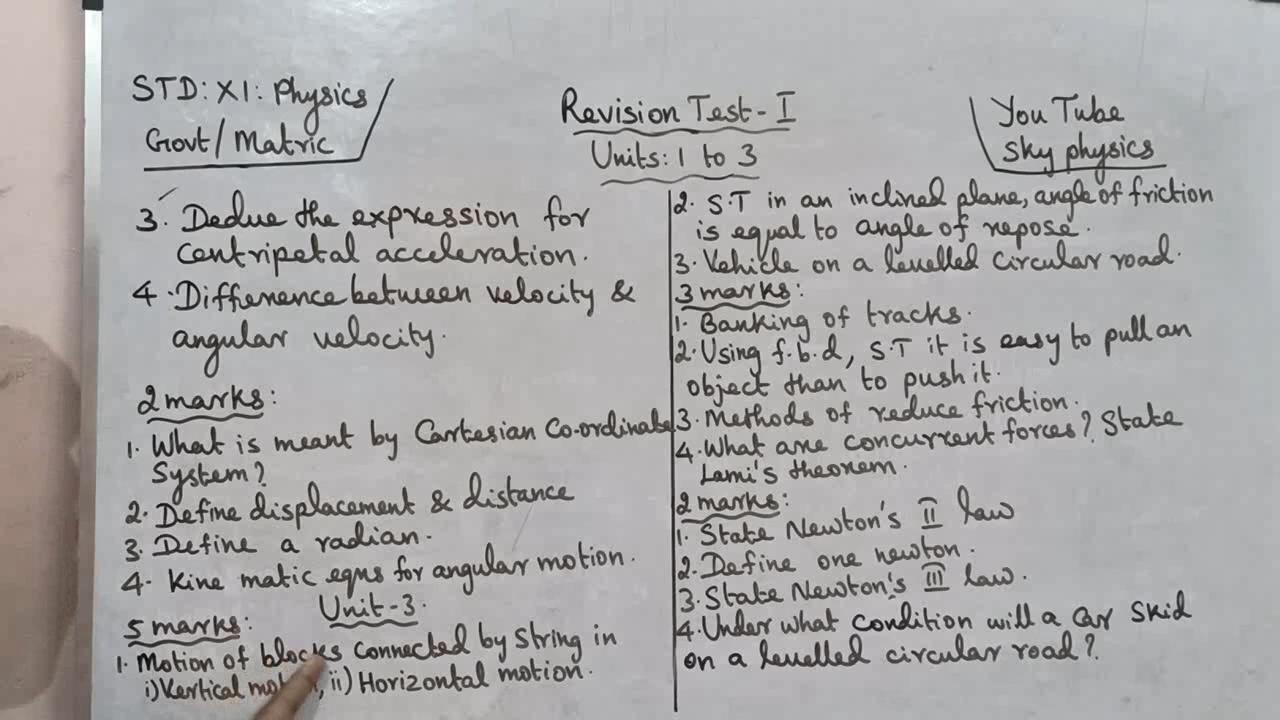 STD: XI: Physics
Govt/Matric
Revision Test-I
Units: 1 to 3
You Tube
Sky physics
3. Dedue the expression for
centripetal acceleration.
4. Difference between velocity &
angular velocity.
2 marks:
1. What is meant by Cartesian Co-ordinate
System?
2. Define displacement & distance
3. Define a radian.
4. Kine matic eqns for angular motion.
Unit-3.
5 marks:
1. Motion of blocks Connected by String in
i) Vertical ii) Horizontal motion.
2. S.T in an inclined plane, angle of friction
is equal to angle of repose.
3. Vehicle on a levelled circular road.
3 marks:
1. Banking of tracks.
2. Using f.b.d, S.T it is easy to pull an
object than to push it.
3. Methods of reduce friction.
4. What are concurrent forces? State
Lami's theorem.
2 marks:
1. State Newton's II law
2. Define one newton.
3. State Newton's III law.
4. Under what condition will a car skid
on a levelled circular road?